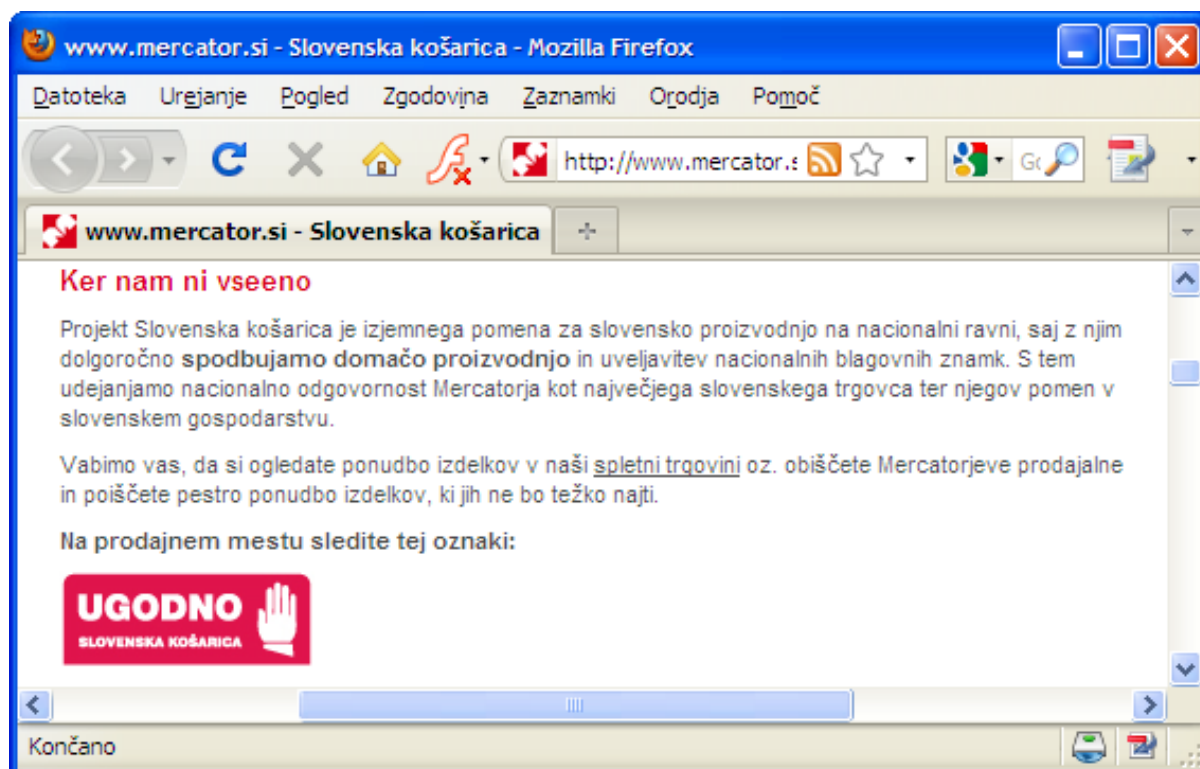 www.mercator.si - Slovenska košarica - Mozilla Firefox
Datoteka Urejanje Pogled Zgodovina Zaznamki Orodja Pomoč
http://www.mercator.s
www.mercator.si - Slovenska košarica
Ker nam ni vseeno
Projekt Slovenska košarica je izjemnega pomena za slovensko proizvodnjo na nacionalni ravni, saj z njim
dolgoročno spodbujamo domačo proizvodnjo in uveljavitev nacionalnih blagovnih znamk. S tem
udejanjamo nacionalno odgovornost Mercatorja kot največjega slovenskega trgovca ter njegov pomen v
slovenskem gospodarstvu.
Vabimo vas, da si ogledate ponudbo izdelkov v naši spletni trgovini oz. obiščete Mercatorjeve prodajalne
in poiščete pestro ponudbo izdelkov, ki jih ne bo težko najti.
Na prodajnem mestu sledite tej oznaki:
UGODNO
SLOVENSKA KOŠARICA
Končano